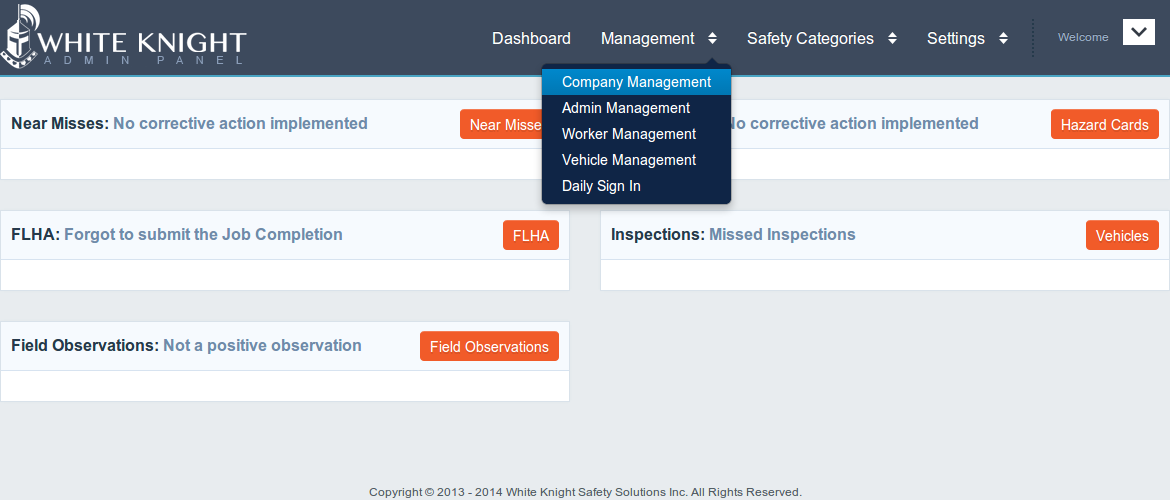 WHITE KNIGHT
ADMIN PANEL
Dashboard Management Safety Categories Settings Welcome
Company Management
Admin Management
Worker Management
Vehicle Management
Daily Sign In
Near Misses: No corrective action implemented Near Misse
No corrective action implemented Hazard Cards
FLHA: Forgot to submit the Job Completion FLHA
Inspections: Missed Inspections Vehicles
Field Observations: Not a positive observation Field Observations
Copyright © 2013 - 2014 White Knight Safety Solutions Inc. All Rights Reserved.